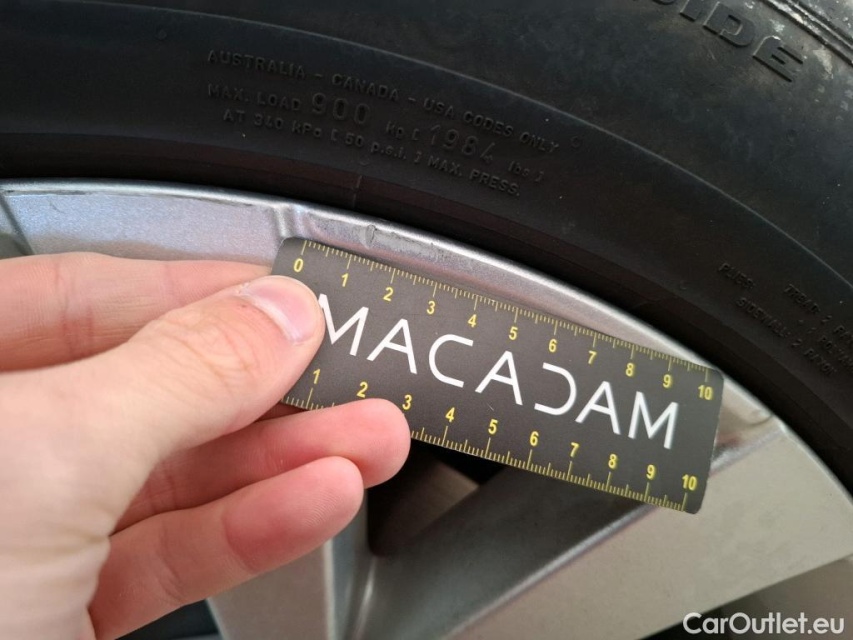 AUSTRALIA - CANADA - USA CODES ONLY
MAX. LOAD 900 kg [ 1984 lbs ]
AT 340 kPa [ 50 p.s.i. ] MAX. PRESS.
0 1 2 3 4 5 6 7 8 9 10
MACADAM
1 2 3 4 5 6 7 8 9 10
SIDEWALL
CarOutlet.eu